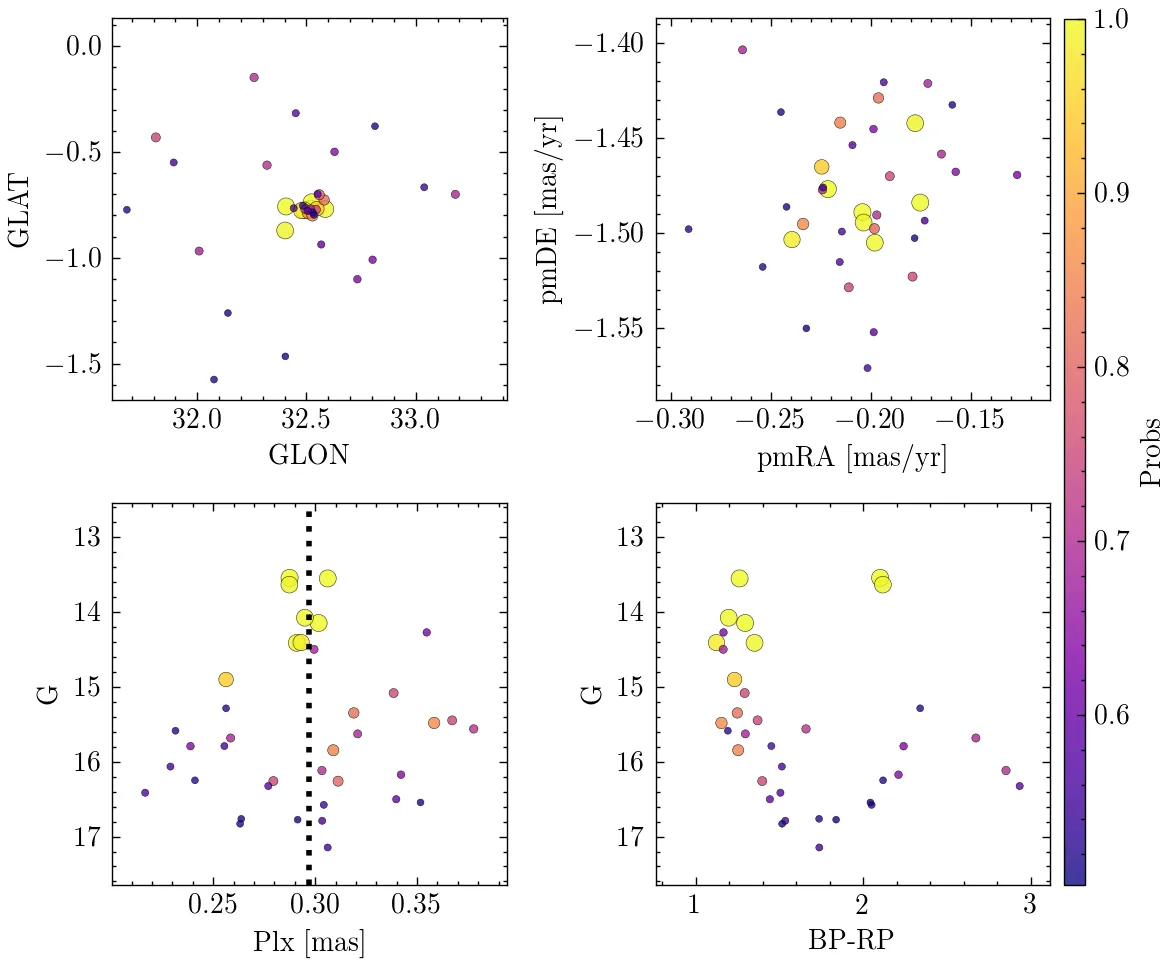 0.0
−0.5
−1.0
−1.5
GLAT
32.0 32.5 33.0
GLON
−1.40
−1.45
−1.50
−1.55
pmDE [mas/yr]
−0.30 −0.25 −0.20 −0.15
pmRA [mas/yr]
13
14
15
16
17
G
0.25 0.30 0.35
Plx [mas]
13
14
15
16
17
G
1 2 3
BP-RP
1.0
0.9
0.8
0.7
0.6
Probs